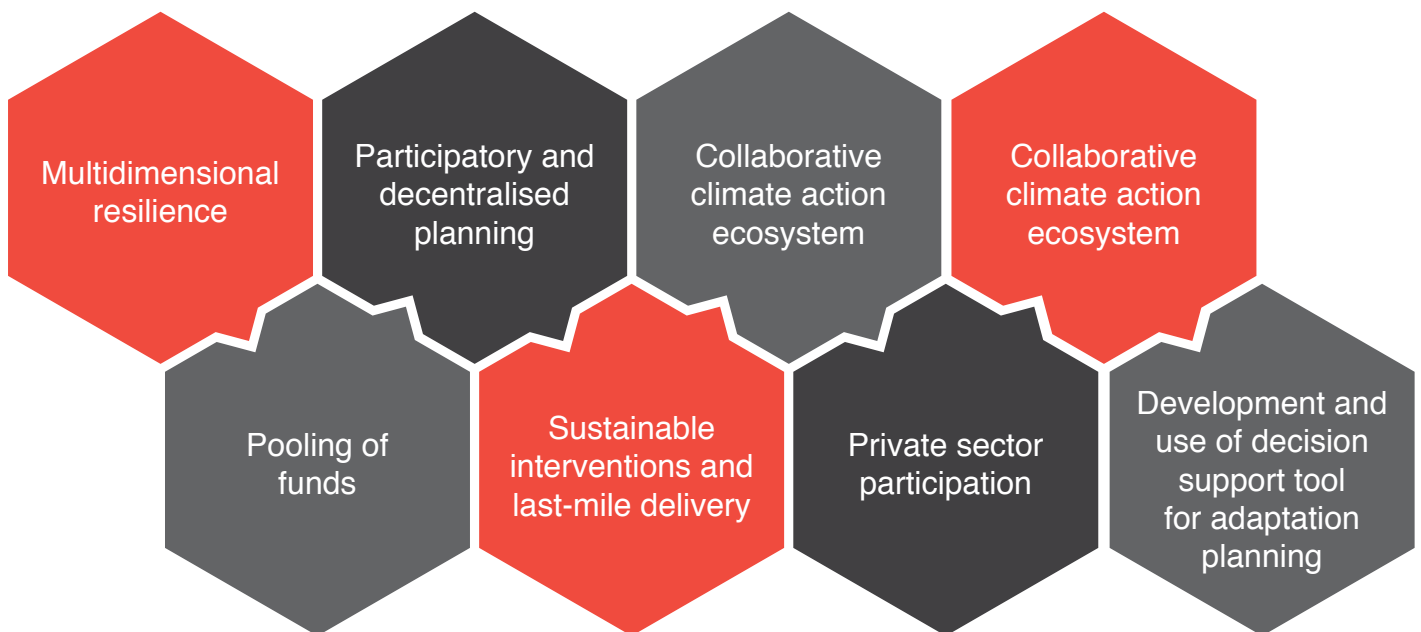 Multidimensional
resilience
Participatory and
decentralised
planning
Collaborative
climate action
ecosystem
Collaborative
climate action
ecosystem
Pooling of
funds
Sustainable
interventions and
last-mile delivery
Private sector
participation
Development and
use of decision
support tool
for adaptation
planning